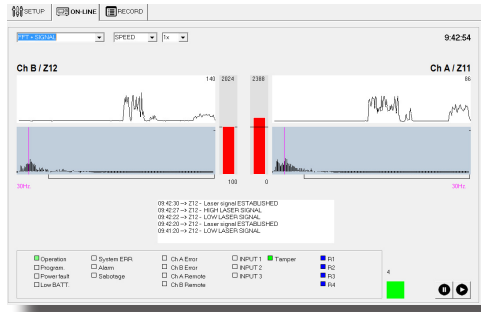 SETUP ON-LINE RECORD
FFT + SIGNAL SPEED 1x 9:42:54
Ch B / Z12 Ch A / Z11
140 2024 2388 86
30Hz 100 0 30Hz
09:42:30 --> Z12 - Laser signal ESTABLISHED
09:42:27 --> Z12 - HIGH LASER SIGNAL
09:42:22 --> Z12 - LOW LASER SIGNAL
09:42:20 --> Z12 - Laser signal ESTABLISHED
09:41:20 --> Z12 - LOW LASER SIGNAL
Operation System ERR Ch A Error INPUT 1 Tamper R1
Program. Alarm Ch B Error INPUT 2 R2
Power fault Sabotage Ch A Remote INPUT 3 R3
Low BATT. Ch B Remote R4
4